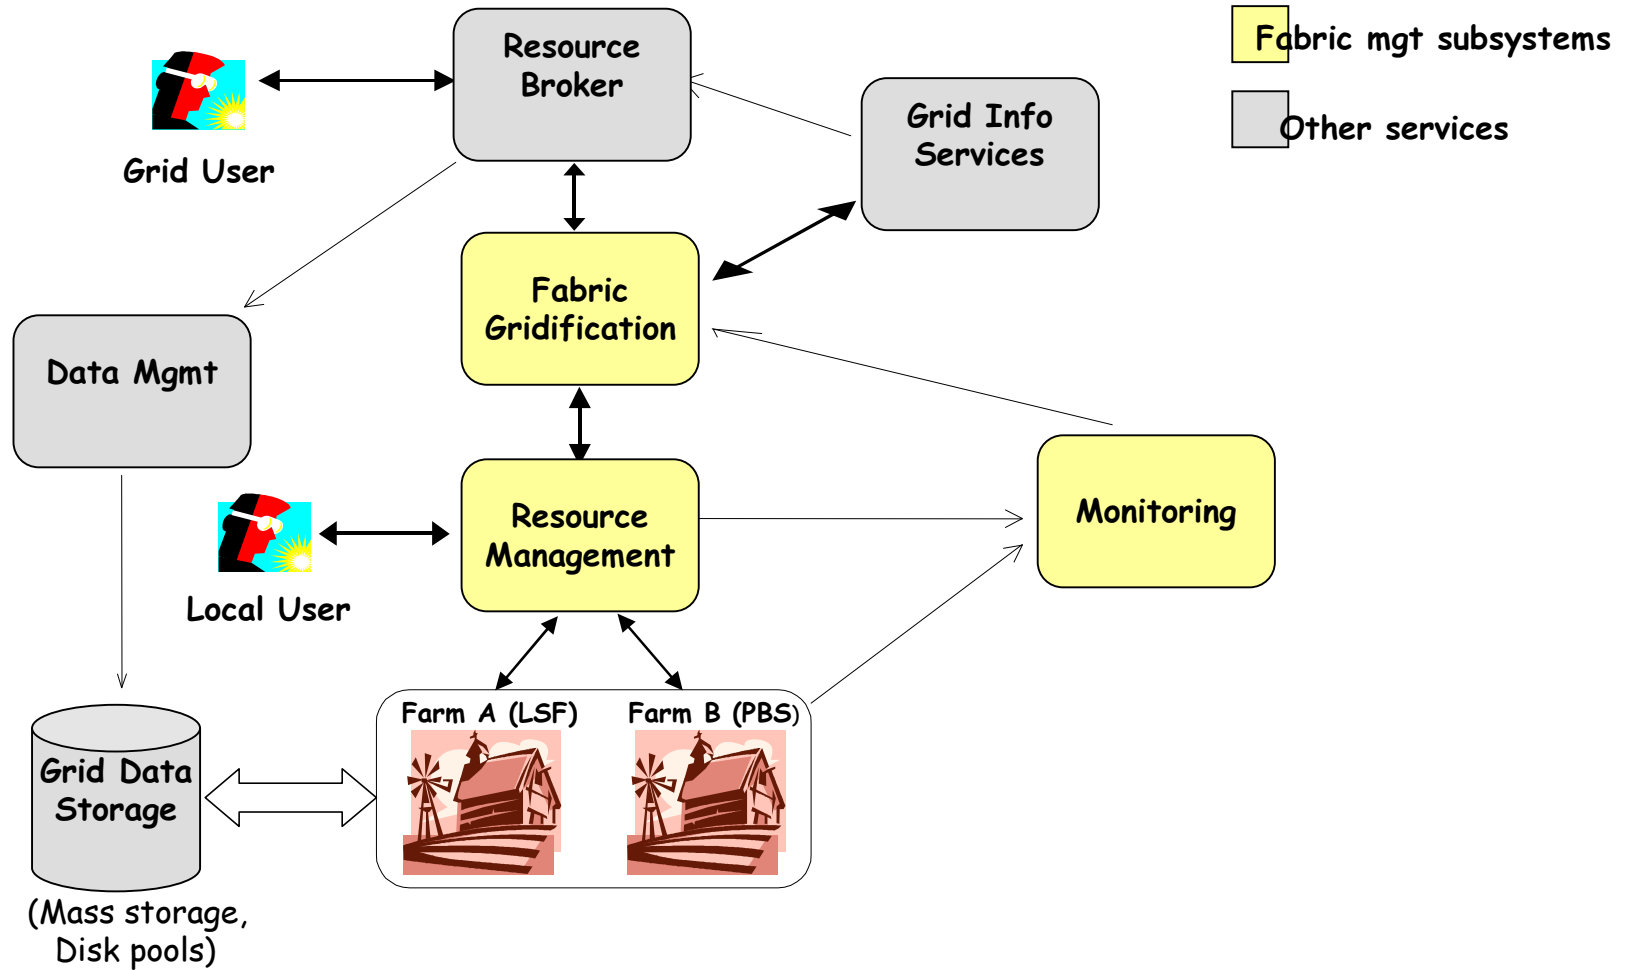 Resource
Broker
Fabric mgt subsystems
Grid Info
Services
Other services
Grid User
Fabric
Gridification
Data Mgmt
Resource
Management
Monitoring
Local User
Farm A (LSF)
Farm B (PBS)
Grid Data
Storage
(Mass storage,
Disk pools)